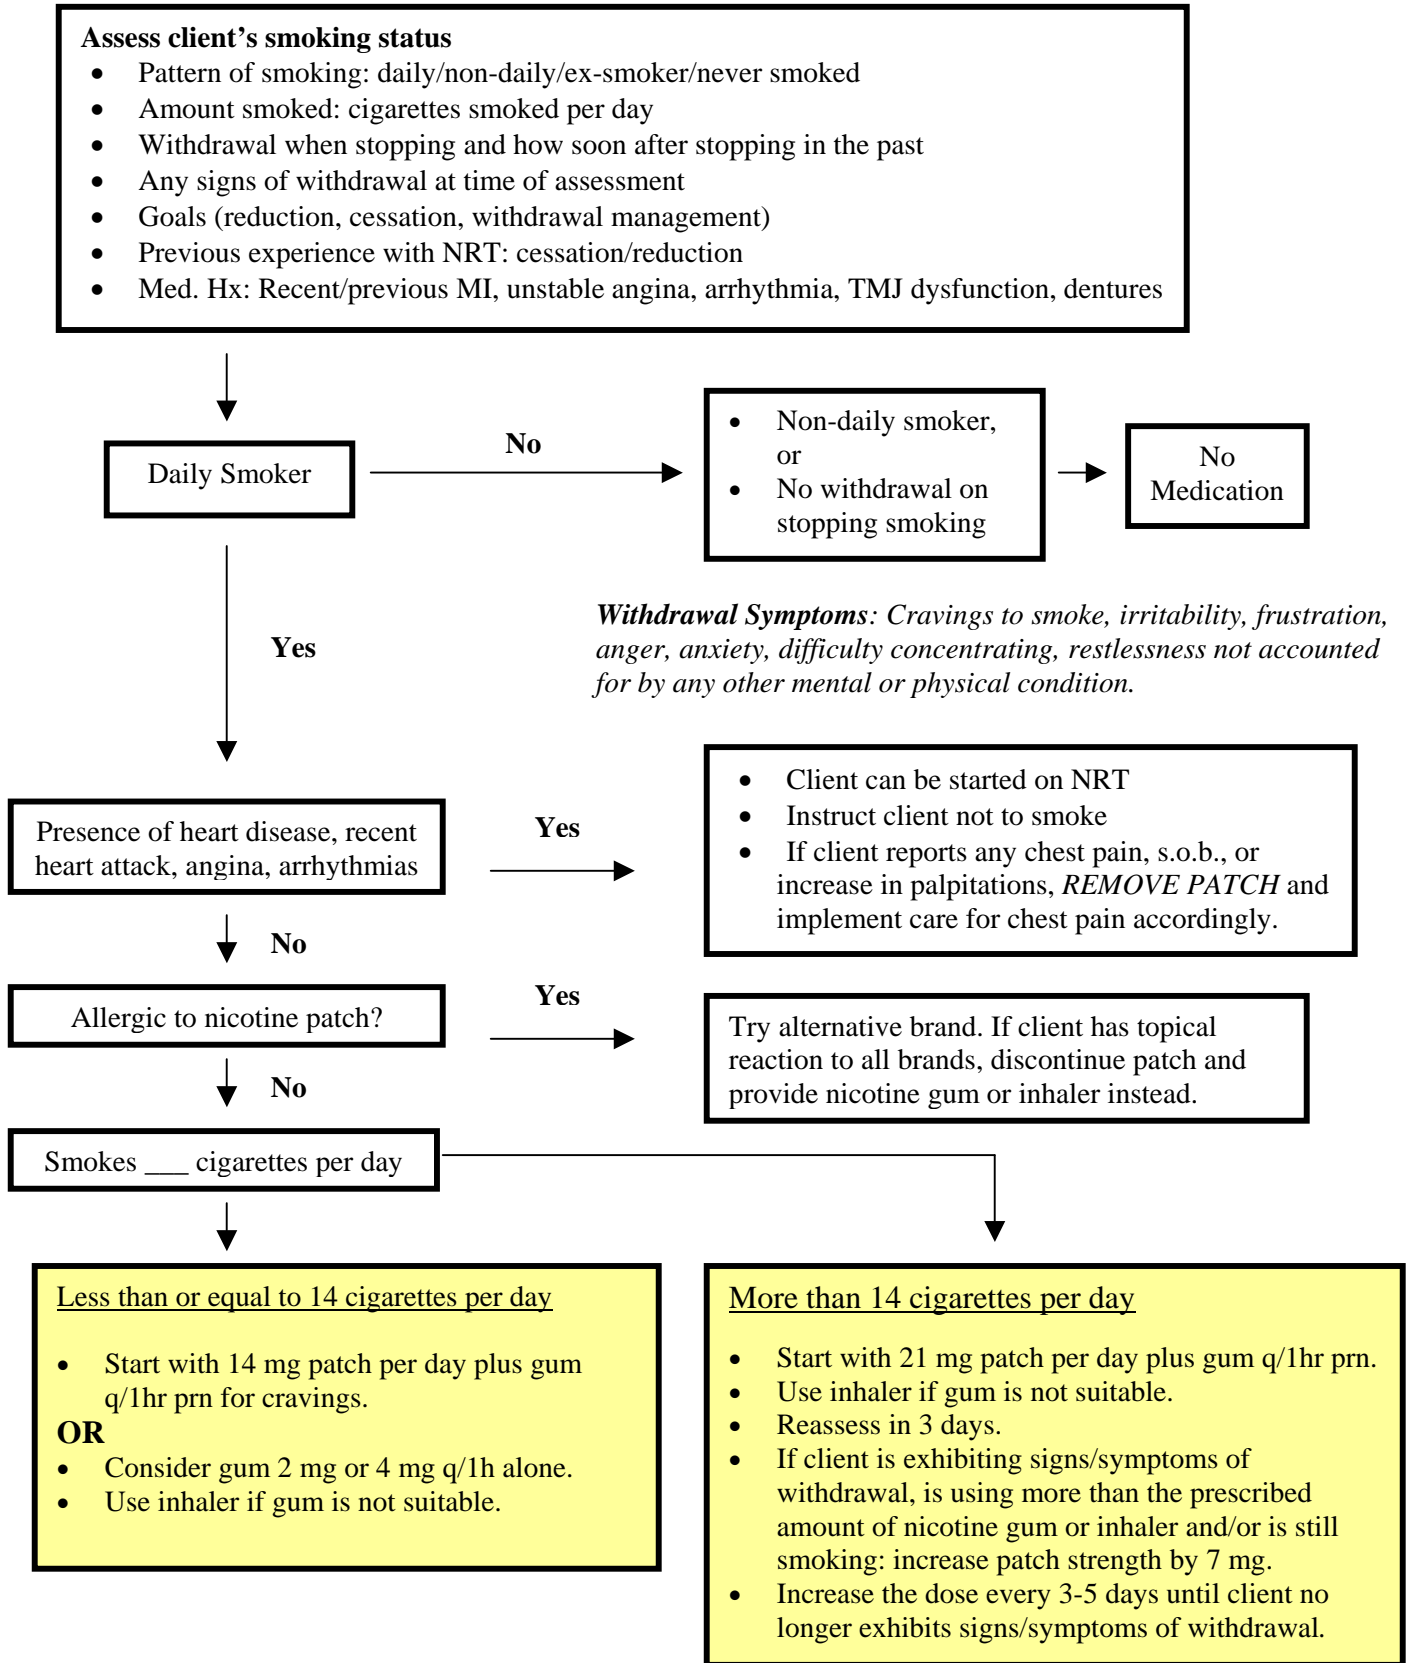 Assess client's smoking status
• Pattern of smoking: daily/non-daily/ex-smoker/never smoked
• Amount smoked: cigarettes smoked per day
• Withdrawal when stopping and how soon after stopping in the past
• Any signs of withdrawal at time of assessment
• Goals (reduction, cessation, withdrawal management)
• Previous experience with NRT: cessation/reduction
• Med. Hx: Recent/previous MI, unstable angina, arrhythmia, TMJ dysfunction, dentures
Daily Smoker
No
• Non-daily smoker,
or
• No withdrawal on
stopping smoking
No
Medication
Withdrawal Symptoms: Cravings to smoke, irritability, frustration,
anger, anxiety, difficulty concentrating, restlessness not accounted
for by any other mental or physical condition.
Yes
Presence of heart disease, recent
heart attack, angina, arrhythmias
Yes
• Client can be started on NRT
• Instruct client not to smoke
• If client reports any chest pain, s.o.b., or
increase in palpitations, REMOVE PATCH and
implement care for chest pain accordingly.
No
Allergic to nicotine patch?
Yes
Try alternative brand. If client has topical
reaction to all brands, discontinue patch and
provide nicotine gum or inhaler instead.
No
Smokes ___ cigarettes per day
Less than or equal to 14 cigarettes per day
• Start with 14 mg patch per day plus gum
q/1hr prn for cravings.
OR
• Consider gum 2 mg or 4 mg q/1h alone.
• Use inhaler if gum is not suitable.
More than 14 cigarettes per day
• Start with 21 mg patch per day plus gum q/1hr prn.
• Use inhaler if gum is not suitable.
• Reassess in 3 days.
• If client is exhibiting signs/symptoms of
withdrawal, is using more than the prescribed
amount of nicotine gum or inhaler and/or is still
smoking: increase patch strength by 7 mg.
• Increase the dose every 3-5 days until client no
longer exhibits signs/symptoms of withdrawal.